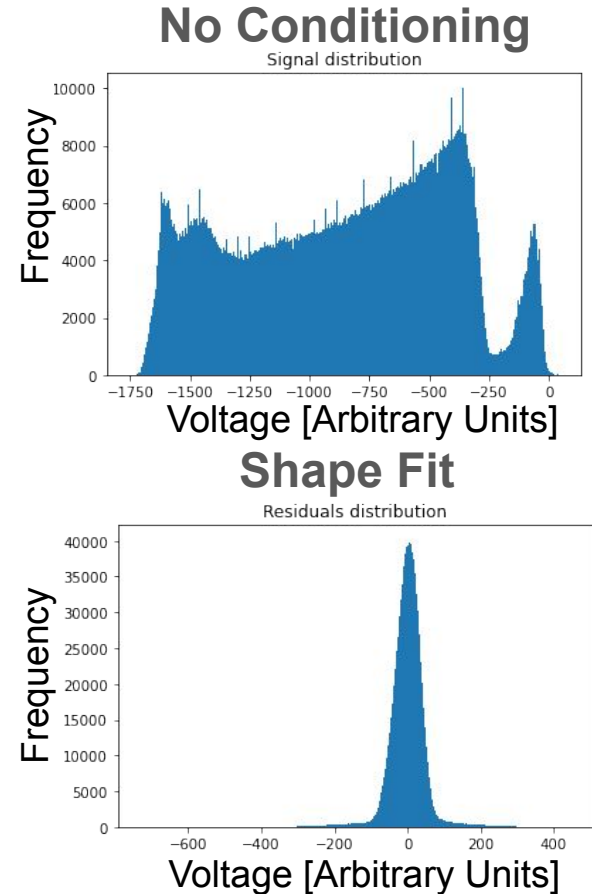 No Conditioning
Signal distribution
Frequency
10000
8000
6000
4000
2000
0
−1750 −1500 −1250 −1000 −750 −500 −250 0
Voltage [Arbitrary Units]
Shape Fit
Residuals distribution
Frequency
40000
35000
30000
25000
20000
15000
10000
5000
0
−600 −400 −200 0 200 400
Voltage [Arbitrary Units]